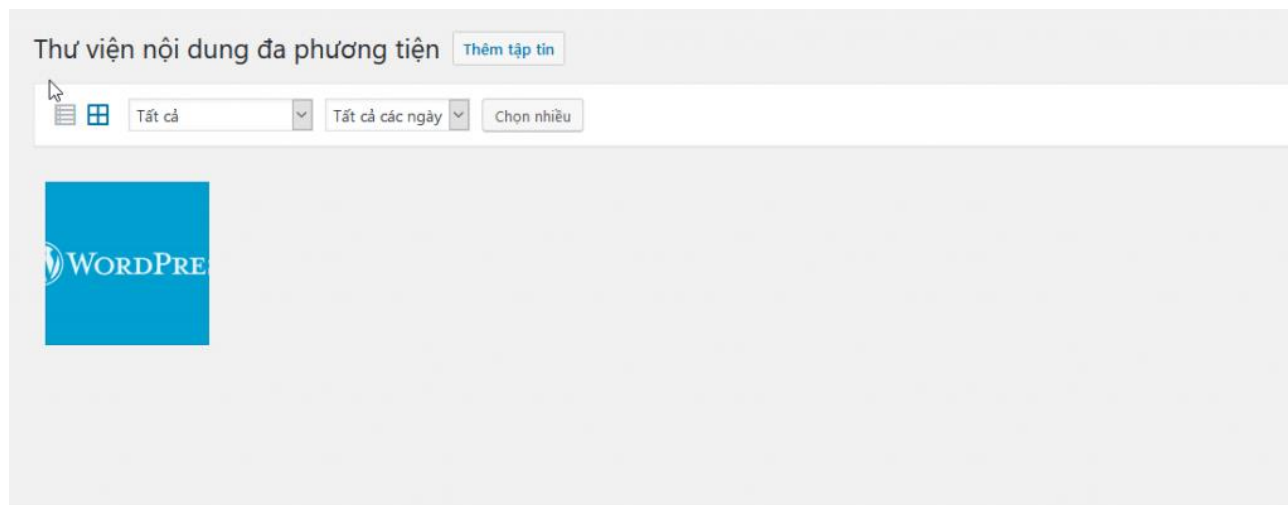 Thư viện nội dung đa phương tiện Thêm tập tin
Tất cả Tất cả các ngày Chọn nhiều
WORDPRE